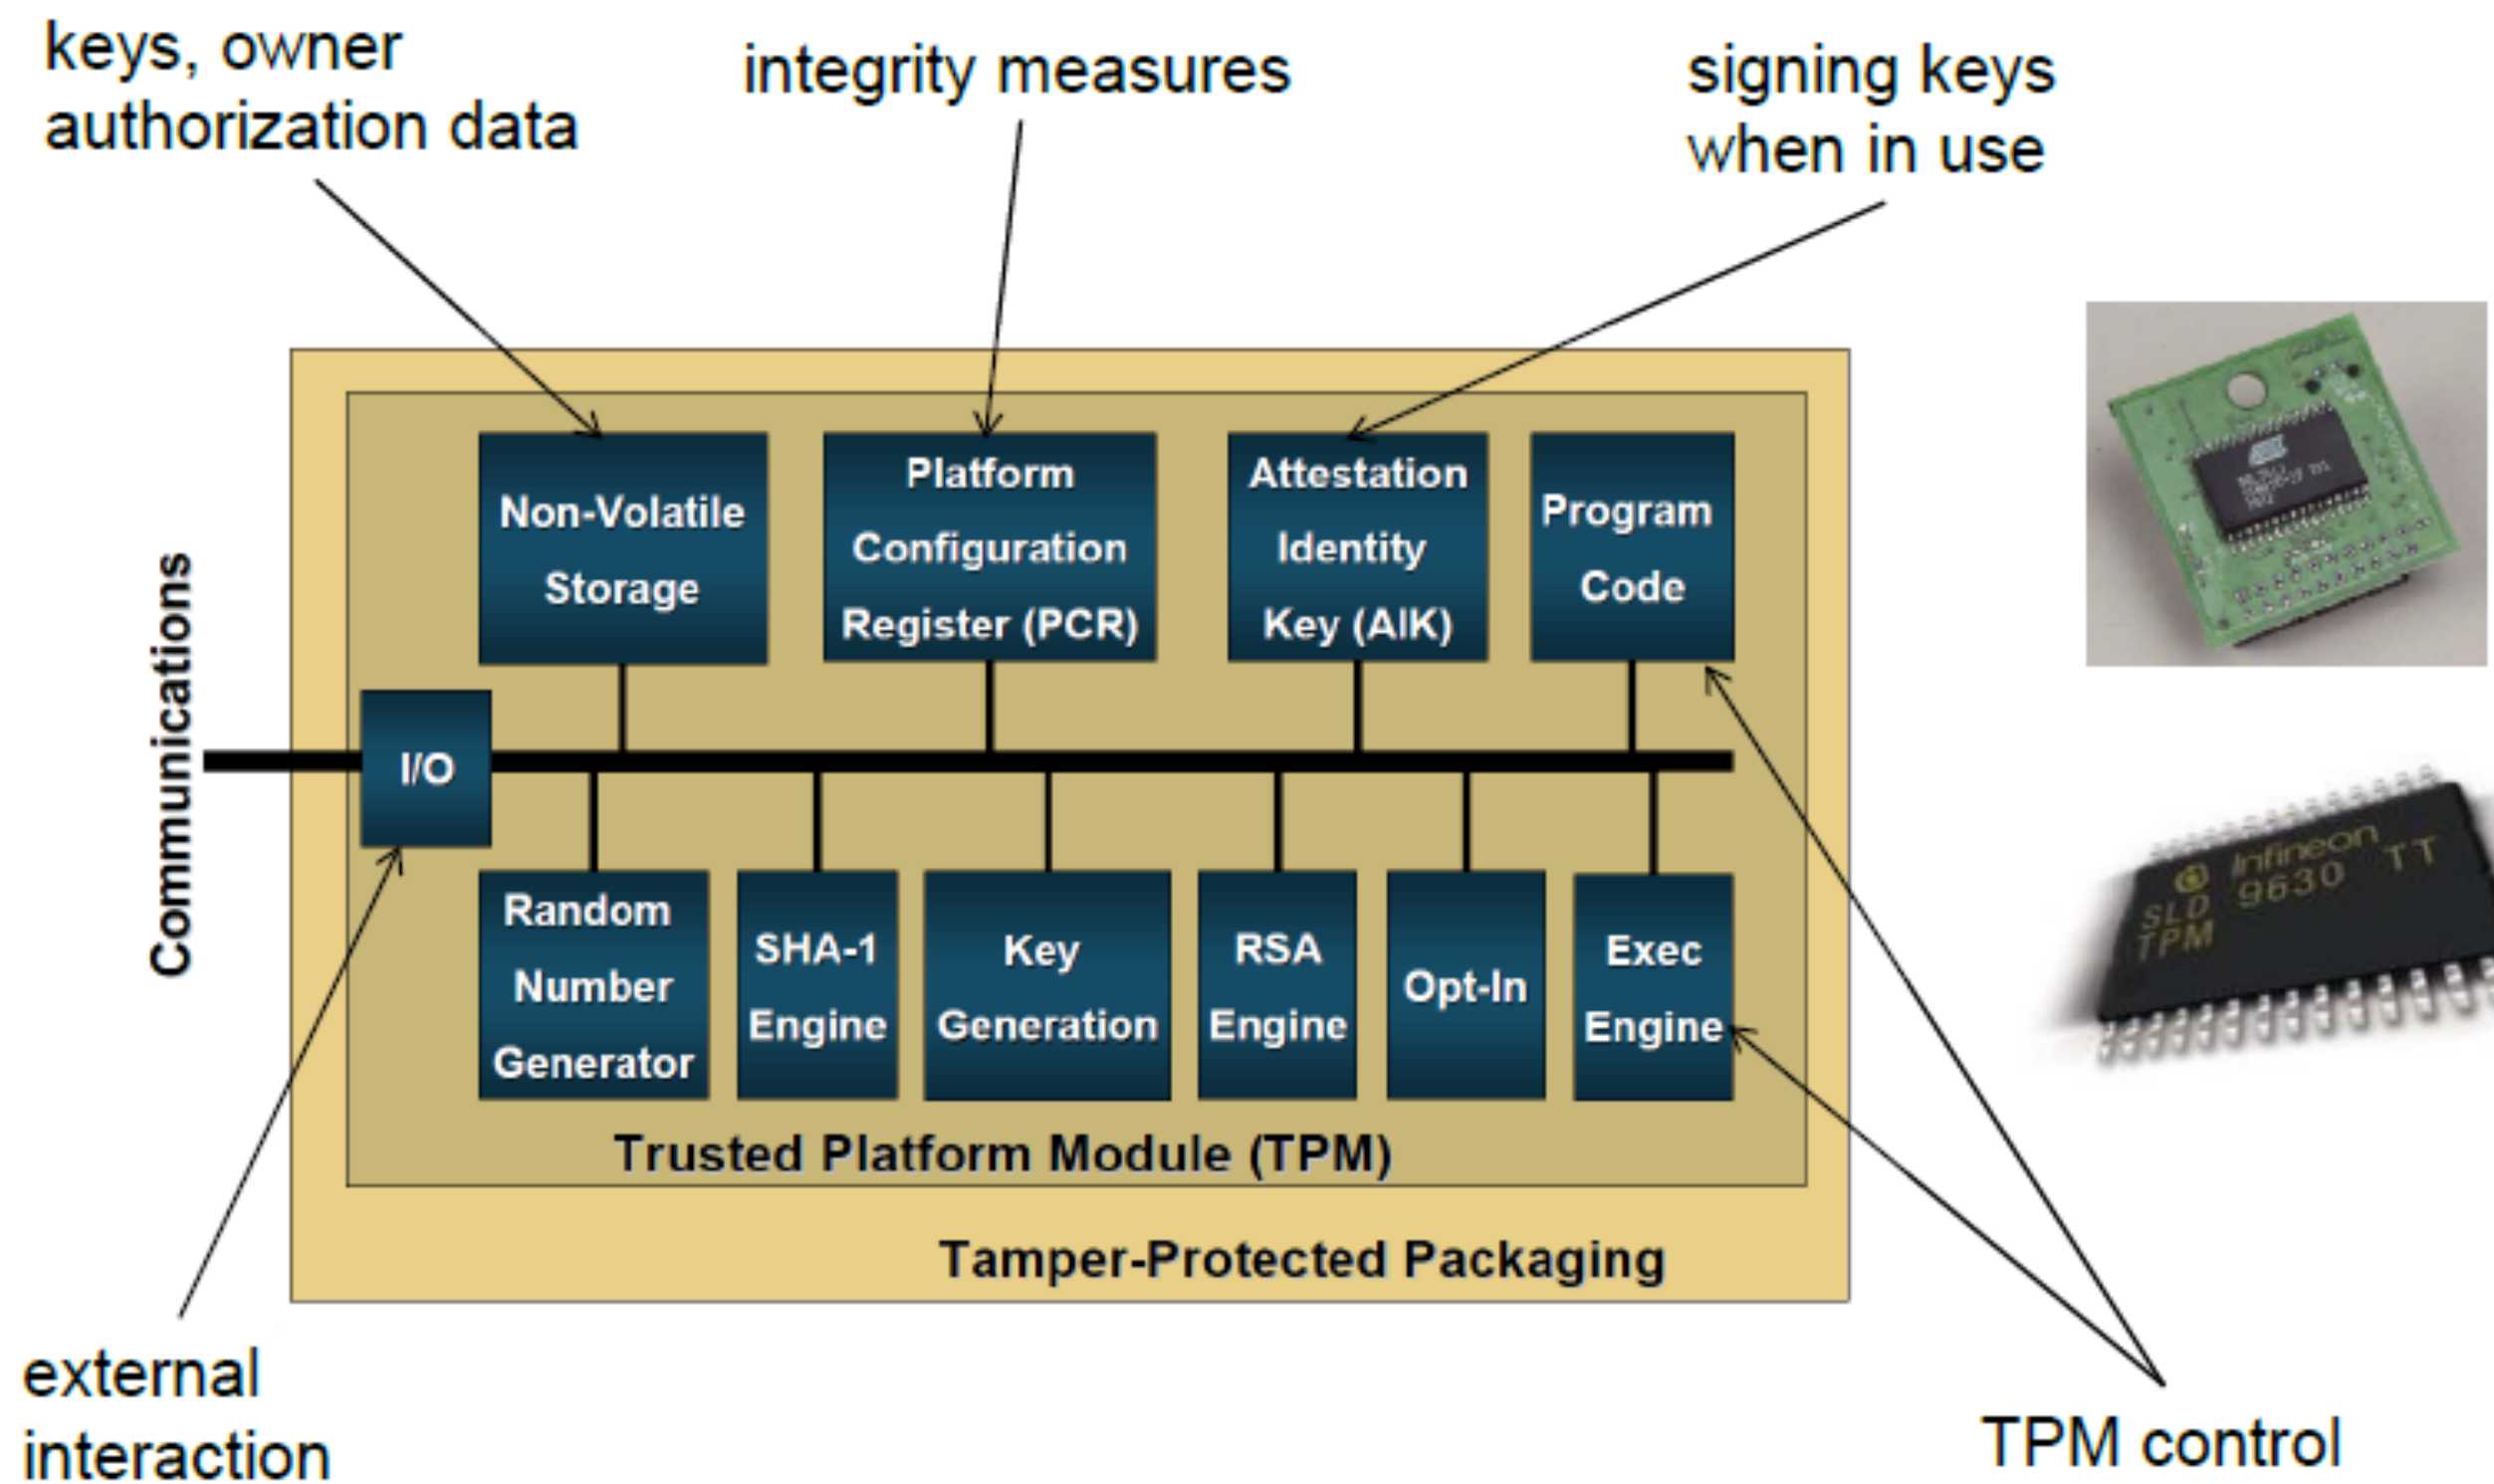 keys, owner
authorization data
integrity measures
signing keys
when in use
Non-Volatile
Storage
Platform
Configuration
Register (PCR)
Attestation
Identity
Key (AIK)
Program
Code
Communications
I/O
Random
Number
Generator
SHA-1
Engine
Key
Generation
RSA
Engine
Opt-In
Exec
Engine
Trusted Platform Module (TPM)
Tamper-Protected Packaging
Infineon
SLD 9630 TT
TPM
external
interaction
TPM control